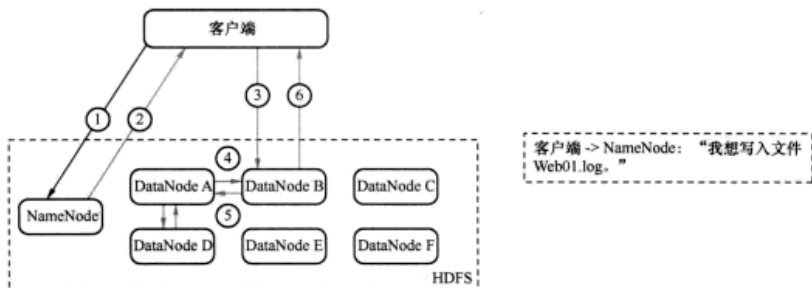 客户端
① ② ③ ⑥
④
DataNode A DataNode B DataNode C
NameNode
⑤
DataNode D DataNode E DataNode F
HDFS
客户端 -> NameNode: “我想写入文件
Web01.log。”